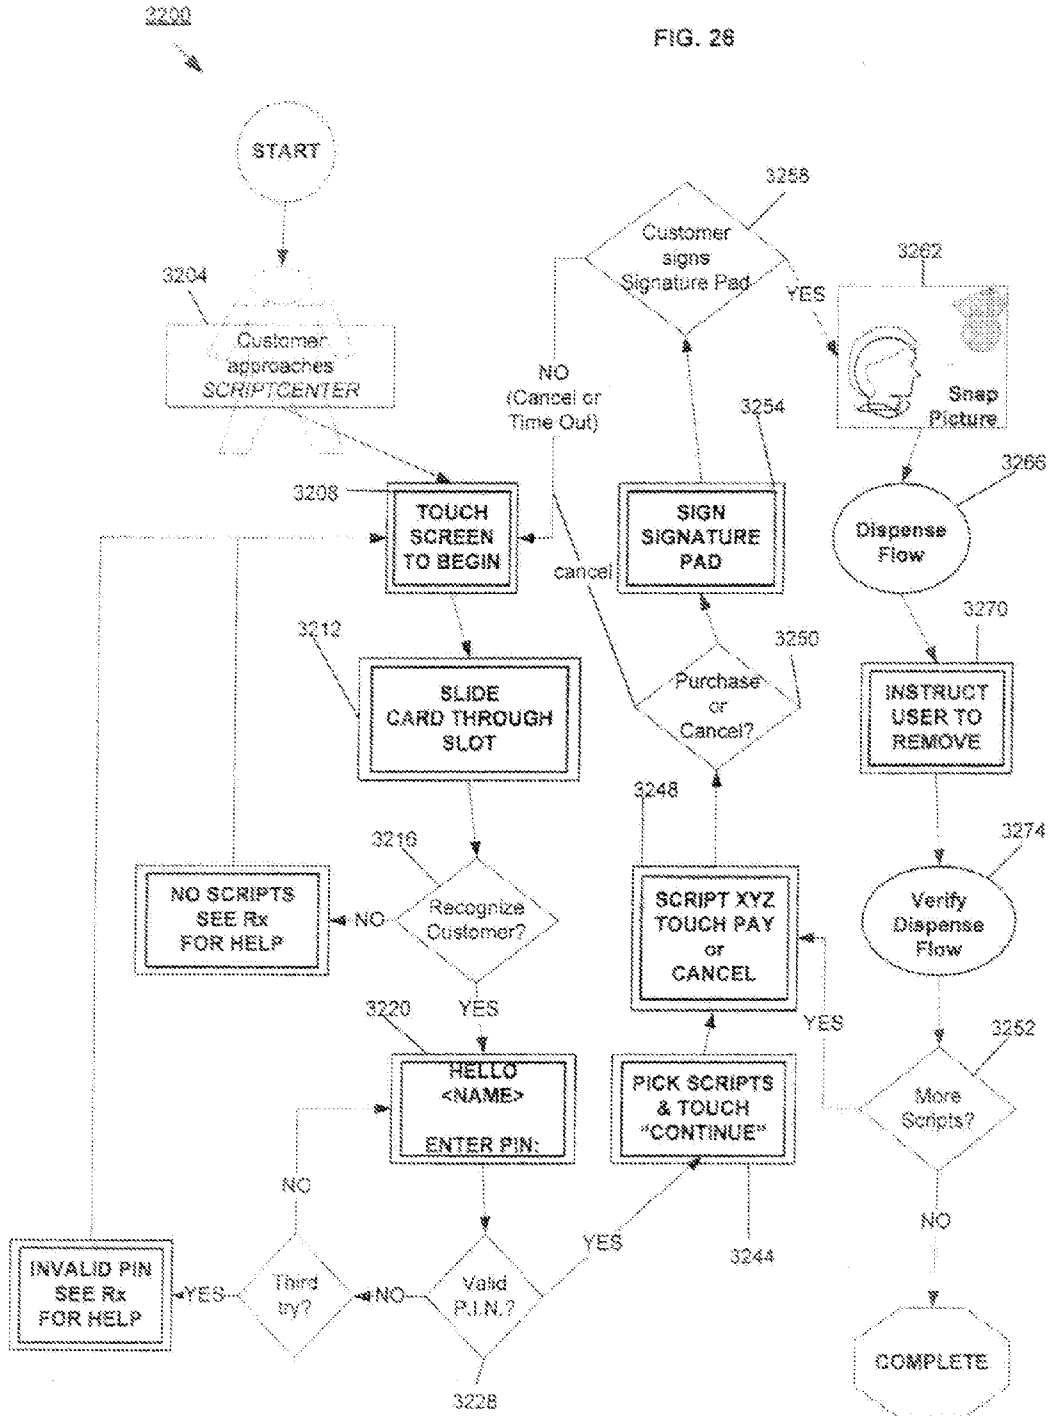 3200
FIG. 26
START
3204
Customer
approaches
SCRIPTCENTER
3208
TOUCH
SCREEN
TO BEGIN
3212
SLIDE
CARD THROUGH
SLOT
3216
Recognize
Customer?
NO
NO SCRIPTS
SEE Rx
FOR HELP
YES
3220
HELLO
<NAME>
ENTER PIN:
Valid
P.I.N.?
3228
NO
Third
try?
NO
YES
INVALID PIN
SEE Rx
FOR HELP
YES
PICK SCRIPTS
& TOUCH
"CONTINUE"
3244
3248
SCRIPT XYZ
TOUCH PAY
or
CANCEL
Purchase
or
Cancel?
3250
cancel
SIGN
SIGNATURE
PAD
3254
Customer
signs
Signature Pad
3258
NO
(Cancel or
Time Out)
YES
3262
Snap
Picture
3266
Dispense
Flow
3270
INSTRUCT
USER TO
REMOVE
3274
Verify
Dispense
Flow
3252
More
Scripts?
YES
NO
COMPLETE